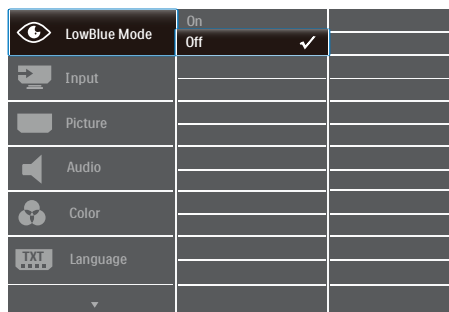 LowBlue Mode
On
Off
Input
Picture
Audio
Color
TXT
Language